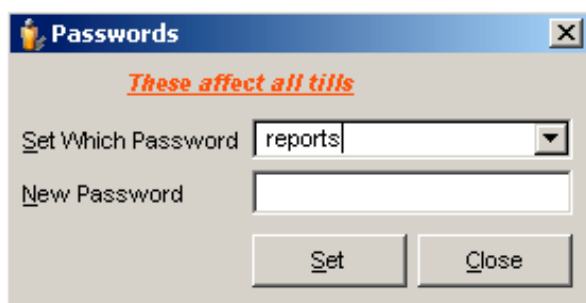 Passwords
These affect all tills
Set Which Password reports
New Password
Set Close